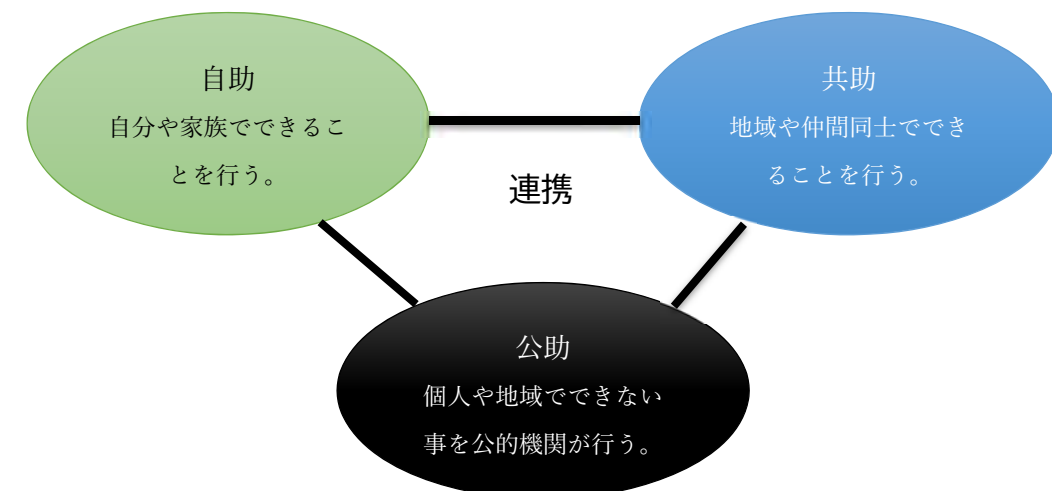 自助
自分や家族でできるこ
とを行う。
共助
地域や仲間同士ででき
ることを行う。
連携
公助
個人や地域でできない
事を公的機関が行う。